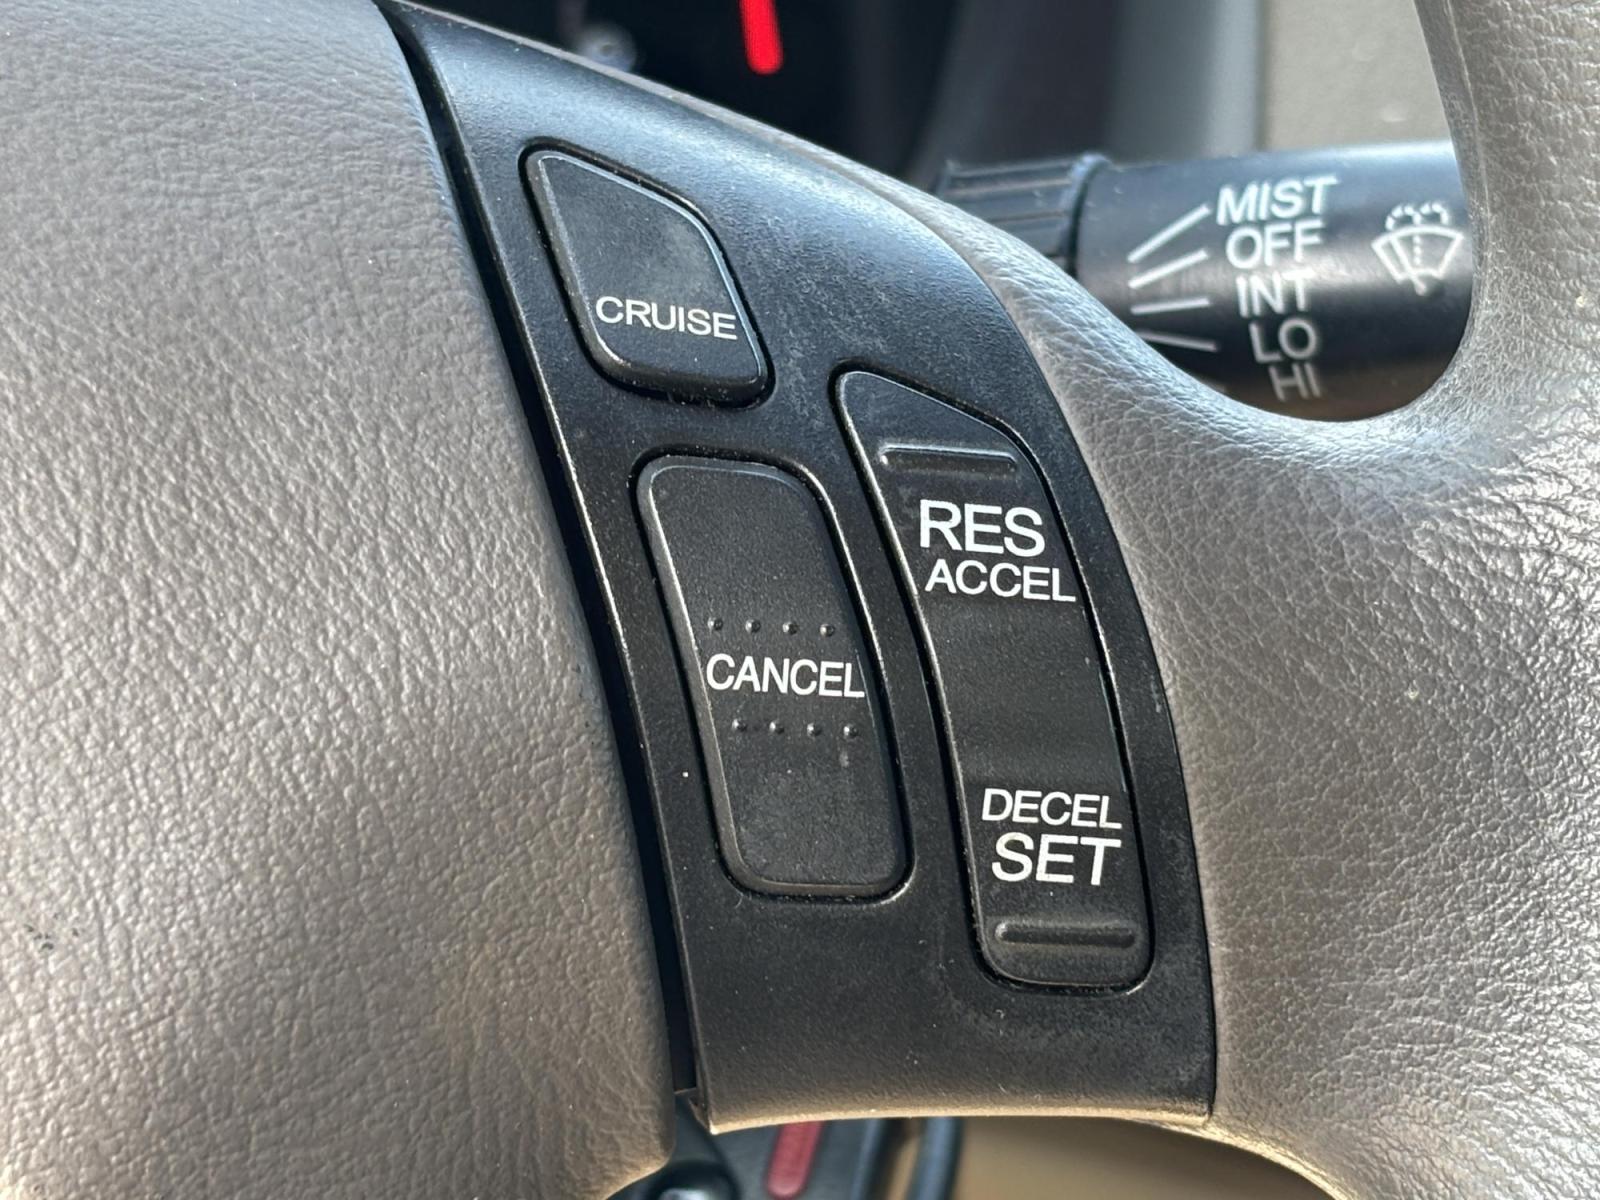 CRUISE
CANCEL
RES
ACCEL
DECEL
SET
MIST
OFF
INT
LO
HI